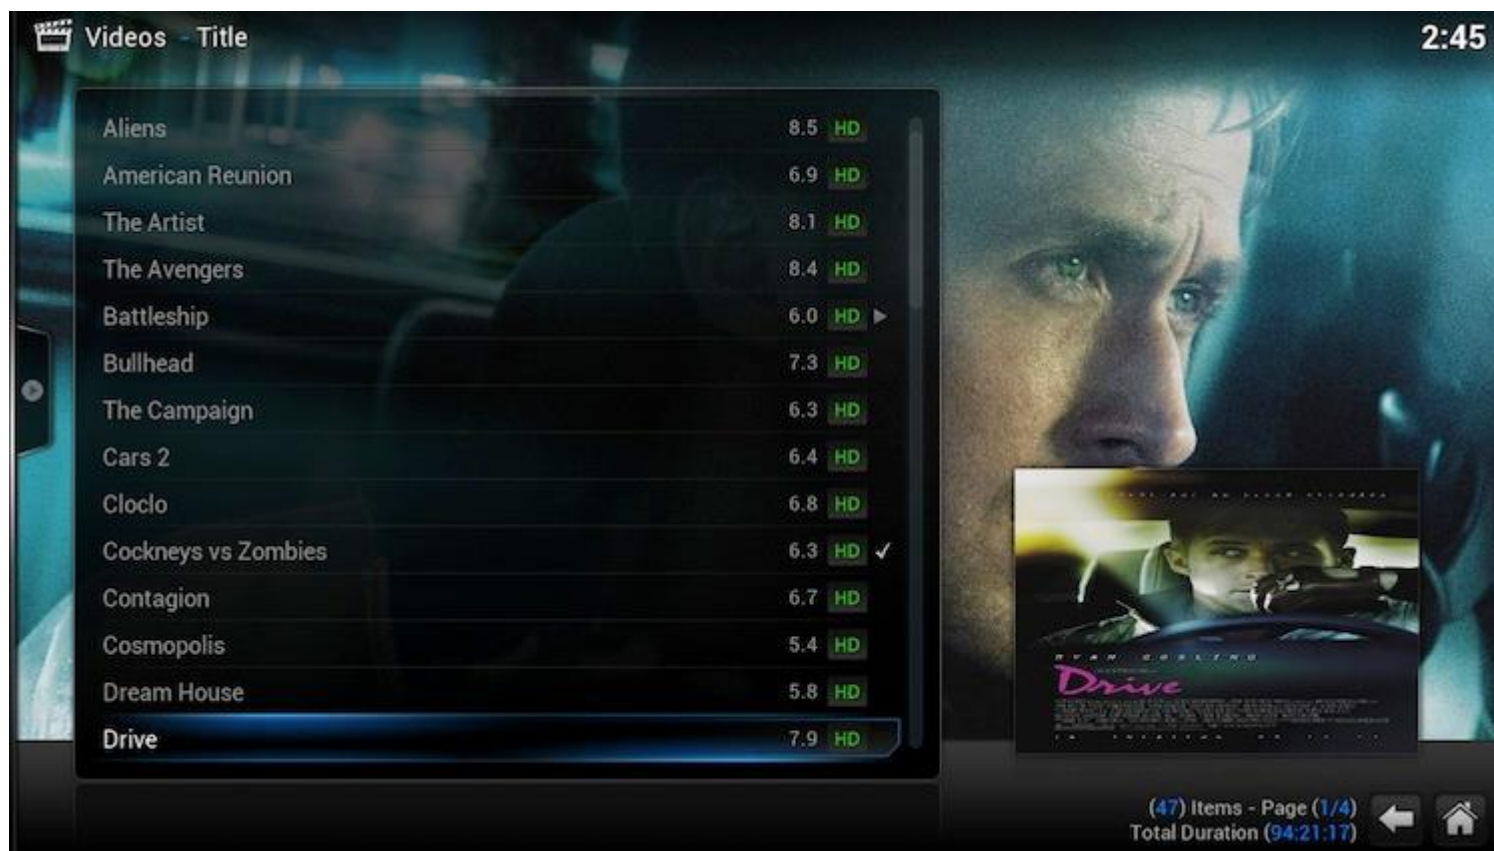 Videos - Title
2:45
Aliens 8.5 HD
American Reunion 6.9 HD
The Artist 8.1 HD
The Avengers 8.4 HD
Battleship 6.0 HD
Bullhead 7.3 HD
The Campaign 6.3 HD
Cars 2 6.4 HD
Cloclo 6.8 HD
Cockneys vs Zombies 6.3 HD ✓
Contagion 6.7 HD
Cosmopolis 5.4 HD
Dream House 5.8 HD
Drive 7.9 HD
RYAN GOSLING
Drive
(47) Items - Page (1/4)
Total Duration (94:21:17)